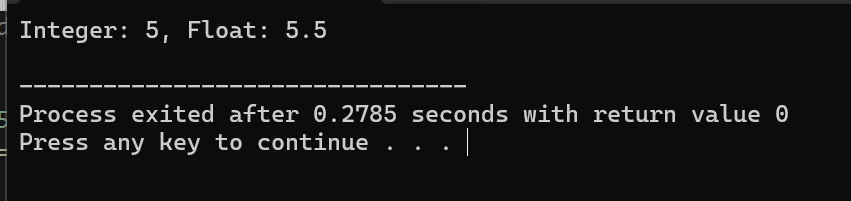 Integer: 5, Float: 5.5
--------------------------------
Process exited after 0.2785 seconds with return value 0
Press any key to continue . . .